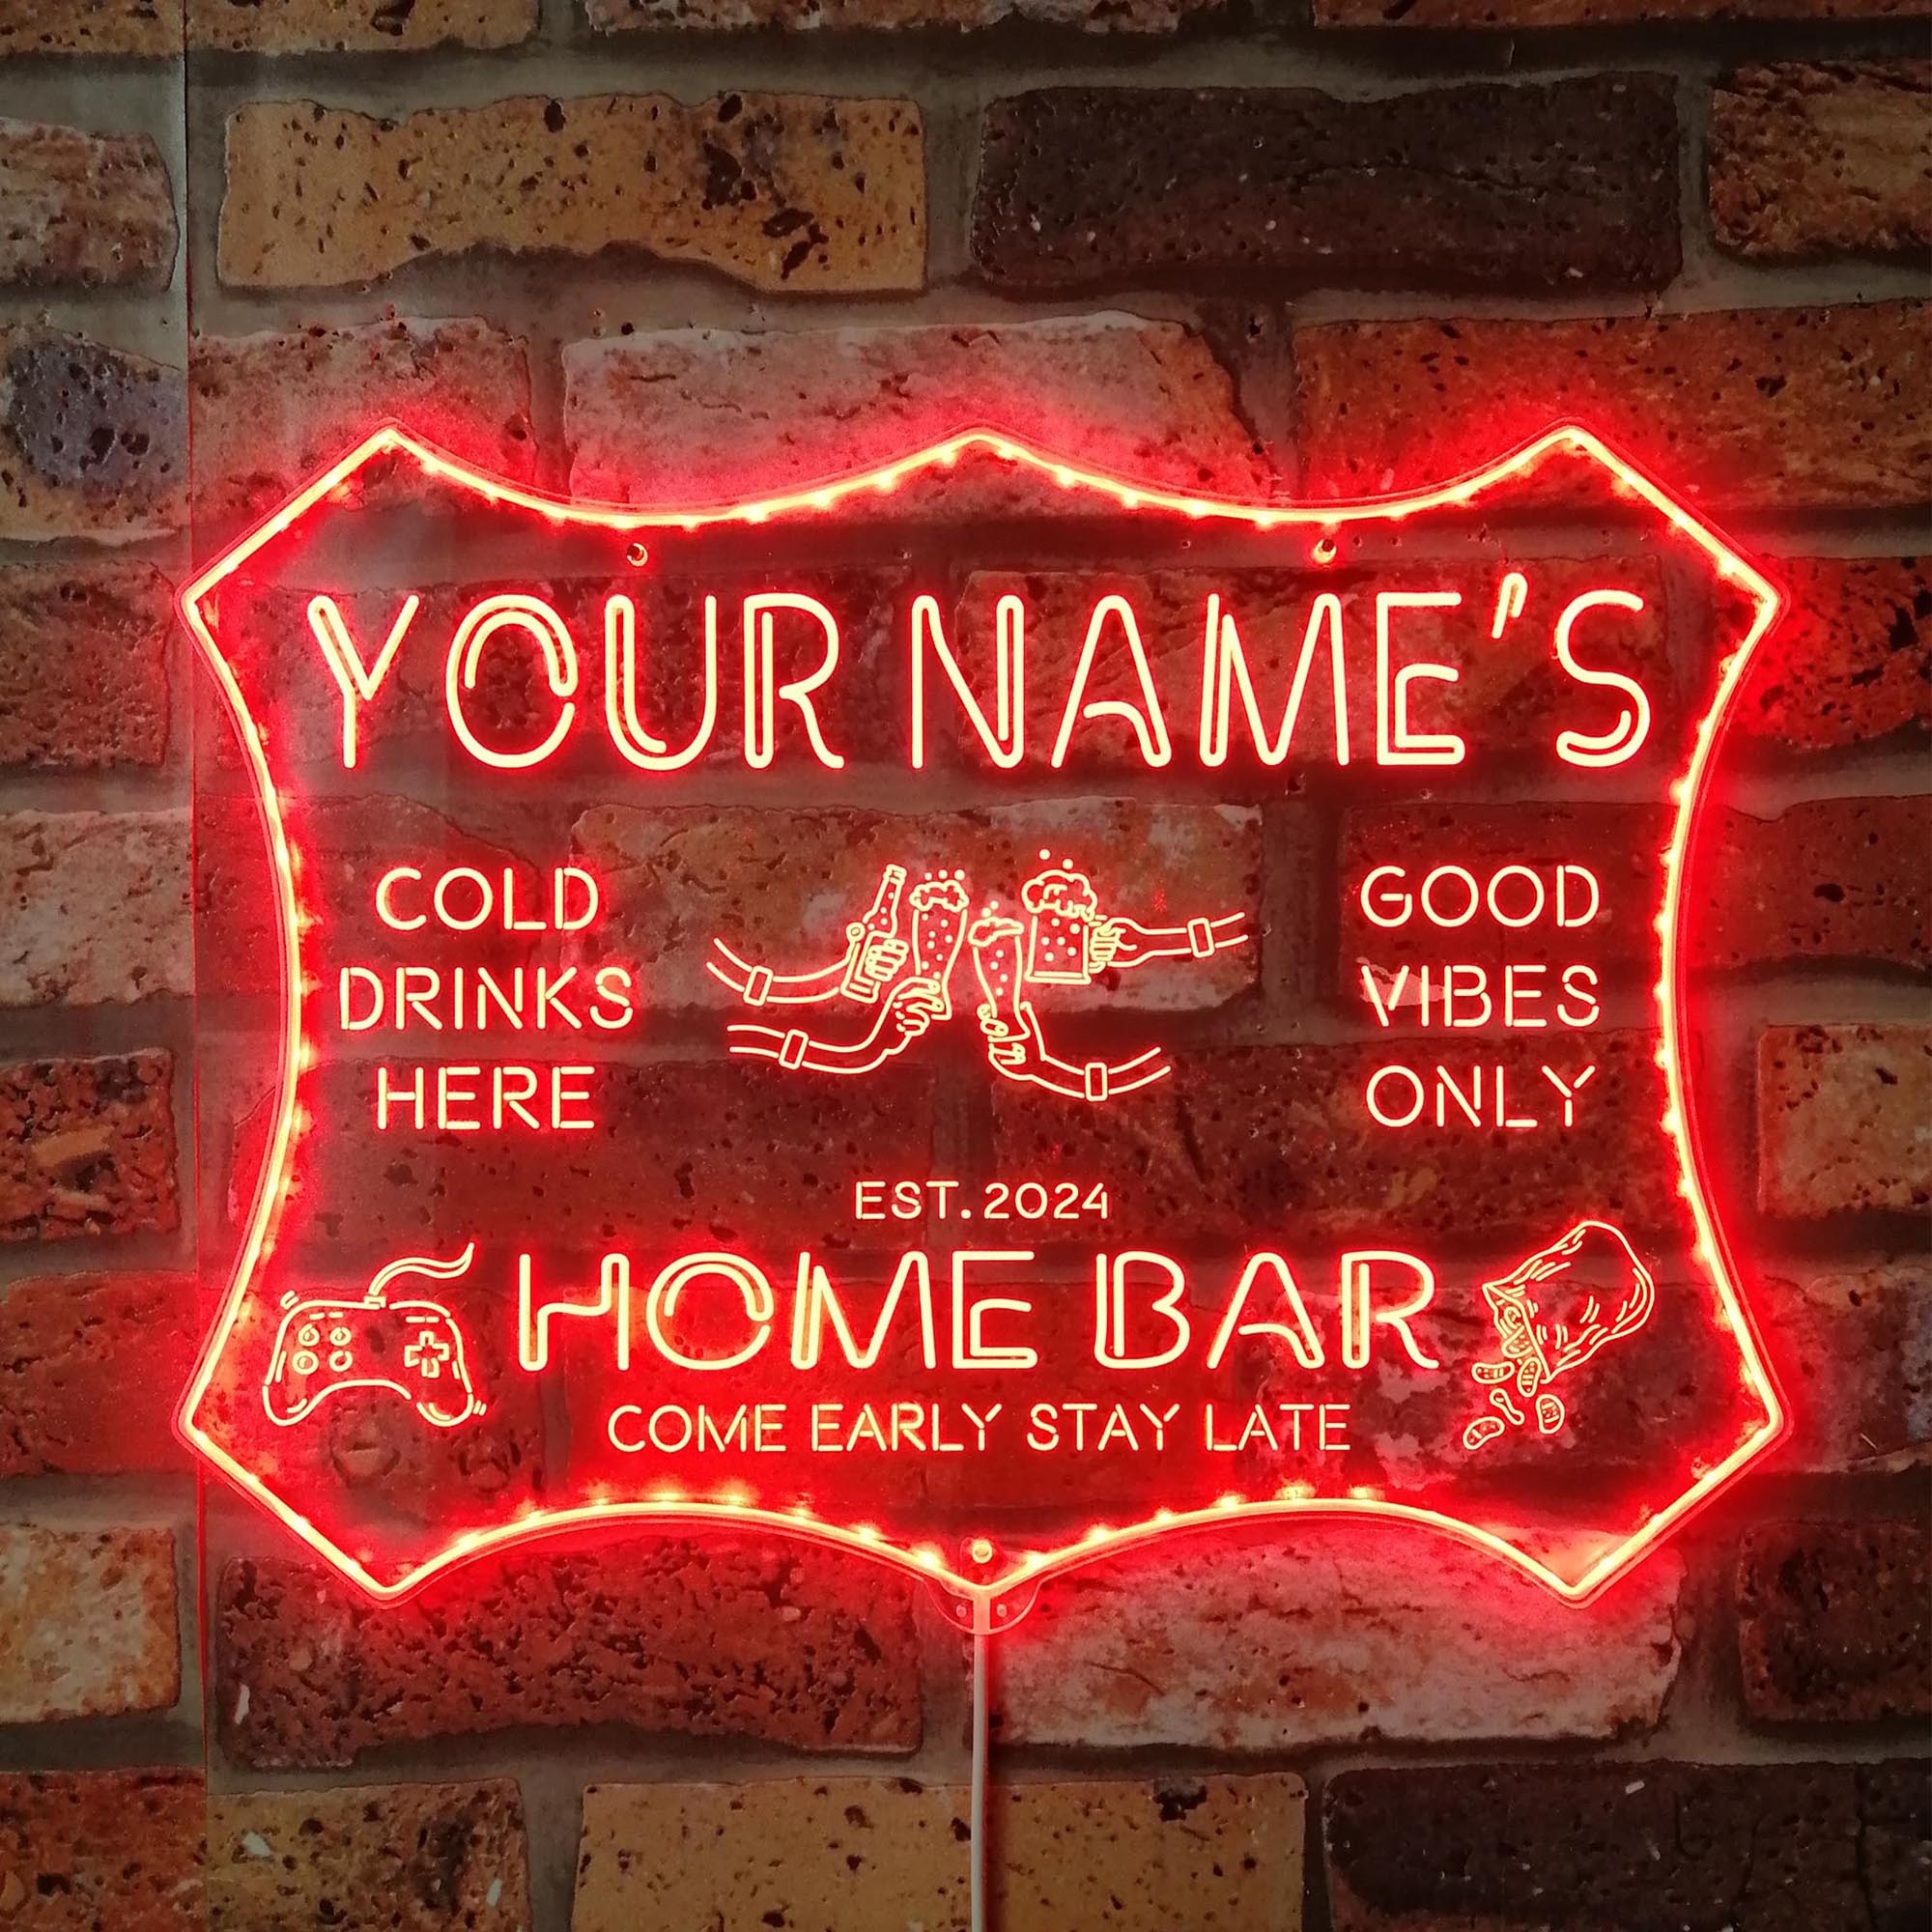 YOUR NAME'S
COLD
DRINKS
HERE
GOOD
VIBES
ONLY
EST. 2024
HOME BAR
COME EARLY STAY LATE